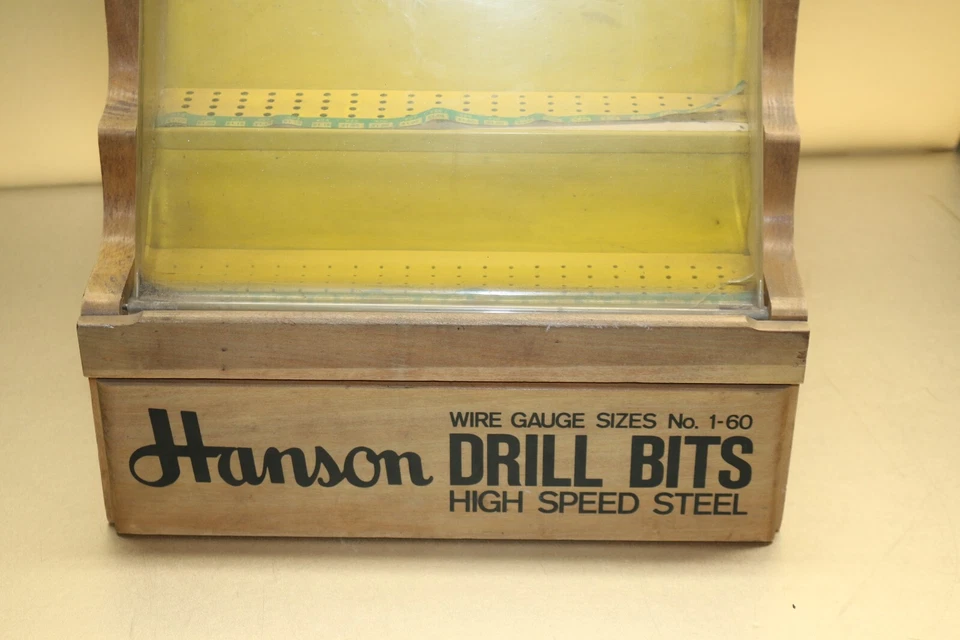 Hanson
WIRE GAUGE SIZES No. 1-60
DRILL BITS
HIGH SPEED STEEL